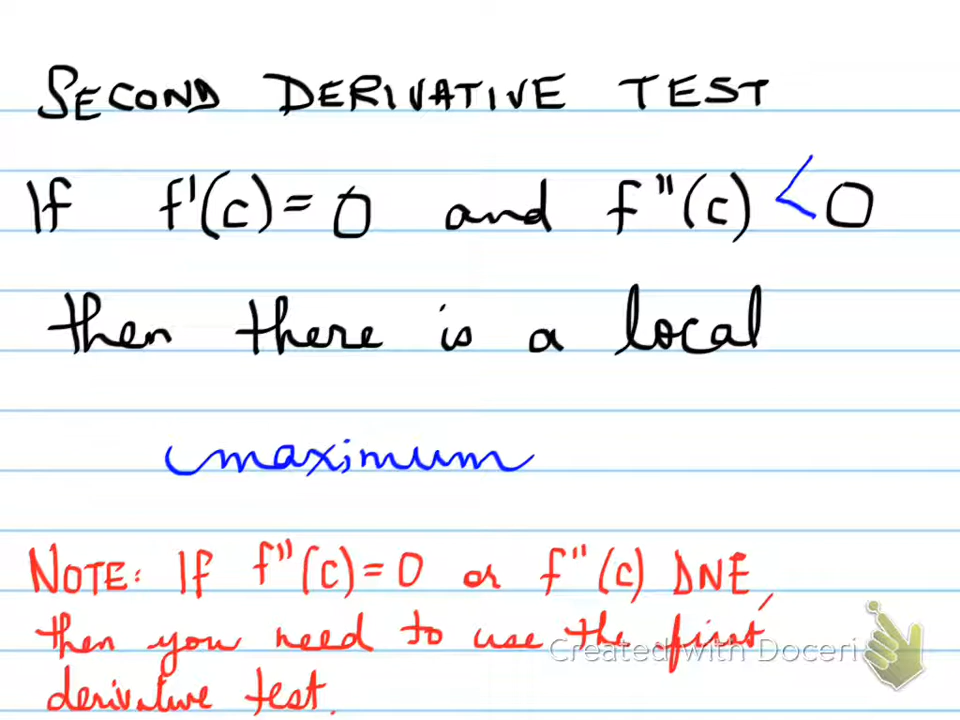 SECOND DERIVATIVE TEST
If f'(c) = 0 and f"(c) < 0
then there is a local
maximum
NOTE: If f"(c) = 0 or f"(c) DNE,
then you need to use the first
derivative test.
Created with Doceri